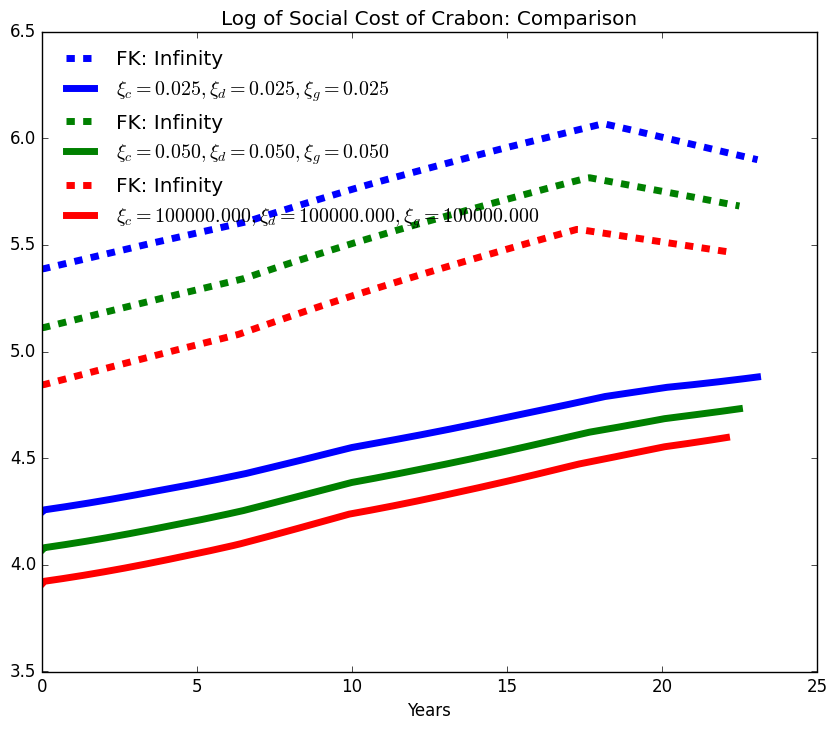 Log of Social Cost of Crabon: Comparison
6.5
6.0
5.5
5.0
4.5
4.0
3.5
FK: Infinity
ξc = 0.025, ξd = 0.025, ξg = 0.025
FK: Infinity
ξc = 0.050, ξd = 0.050, ξg = 0.050
FK: Infinity
ξc = 100000.000, ξd = 100000.000, ξg = 100000.000
0 5 10 15 20 25
Years